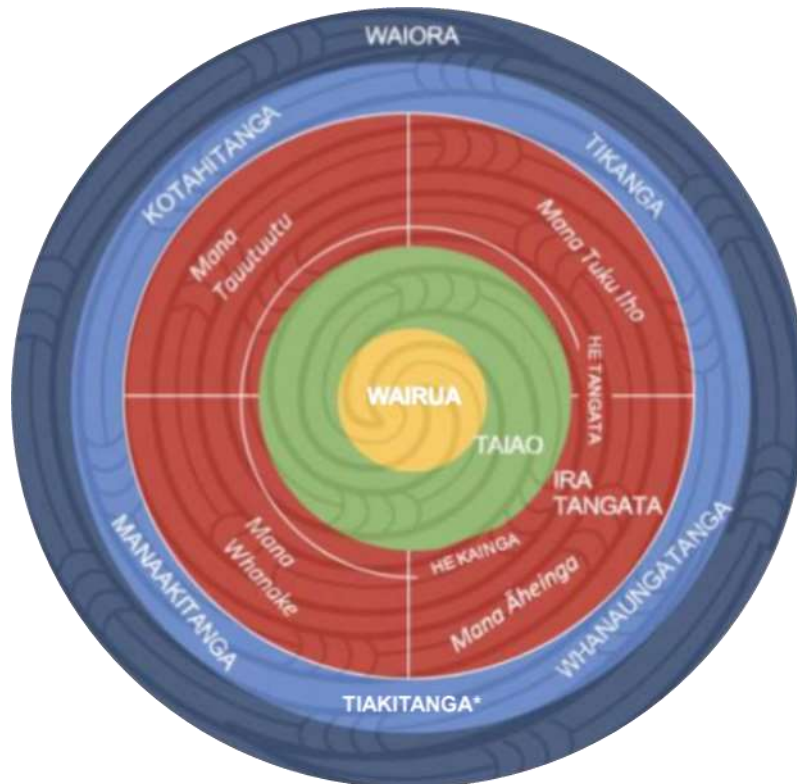 WAIORA
KOTAHITANGA
TIKANGA
Mana
Tauutuutu
Mana Tuku Iho
HE TANGATA
WAIRUA
TAIAO
IRA
TANGATA
HE KAINGA
Mana
Whanake
Mana Āheinga
MANAAKITANGA
WHANAUNGATANGA
TIAKITANGA*